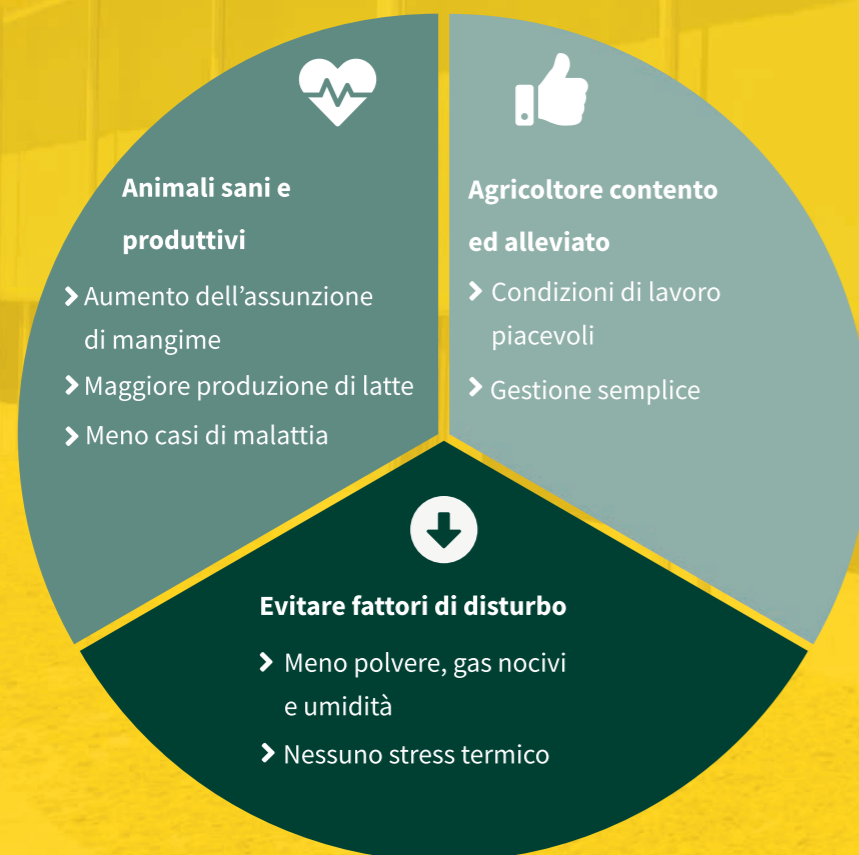 Animali sani e
produttivi
Aumento dell’assunzione
di mangime
Maggiore produzione di latte
Meno casi di malattia
Agricoltore contento
ed alleviato
Condizioni di lavoro
piacevoli
Gestione semplice
Evitare fattori di disturbo
Meno polvere, gas nocivi
e umidità
Nessuno stress termico